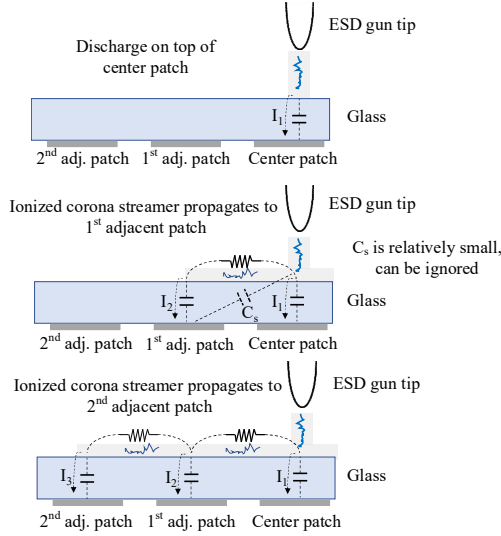 ESD gun tip
Discharge on top of
center patch
I1
Glass
2nd adj. patch
1st adj. patch
Center patch
Ionized corona streamer propagates to
1st adjacent patch
ESD gun tip
Cs is relatively small,
can be ignored
I2
Cs
I1
Glass
2nd adj. patch
1st adj. patch
Center patch
Ionized corona streamer propagates to
2nd adjacent patch
ESD gun tip
I3
I2
I1
Glass
2nd adj. patch
1st adj. patch
Center patch